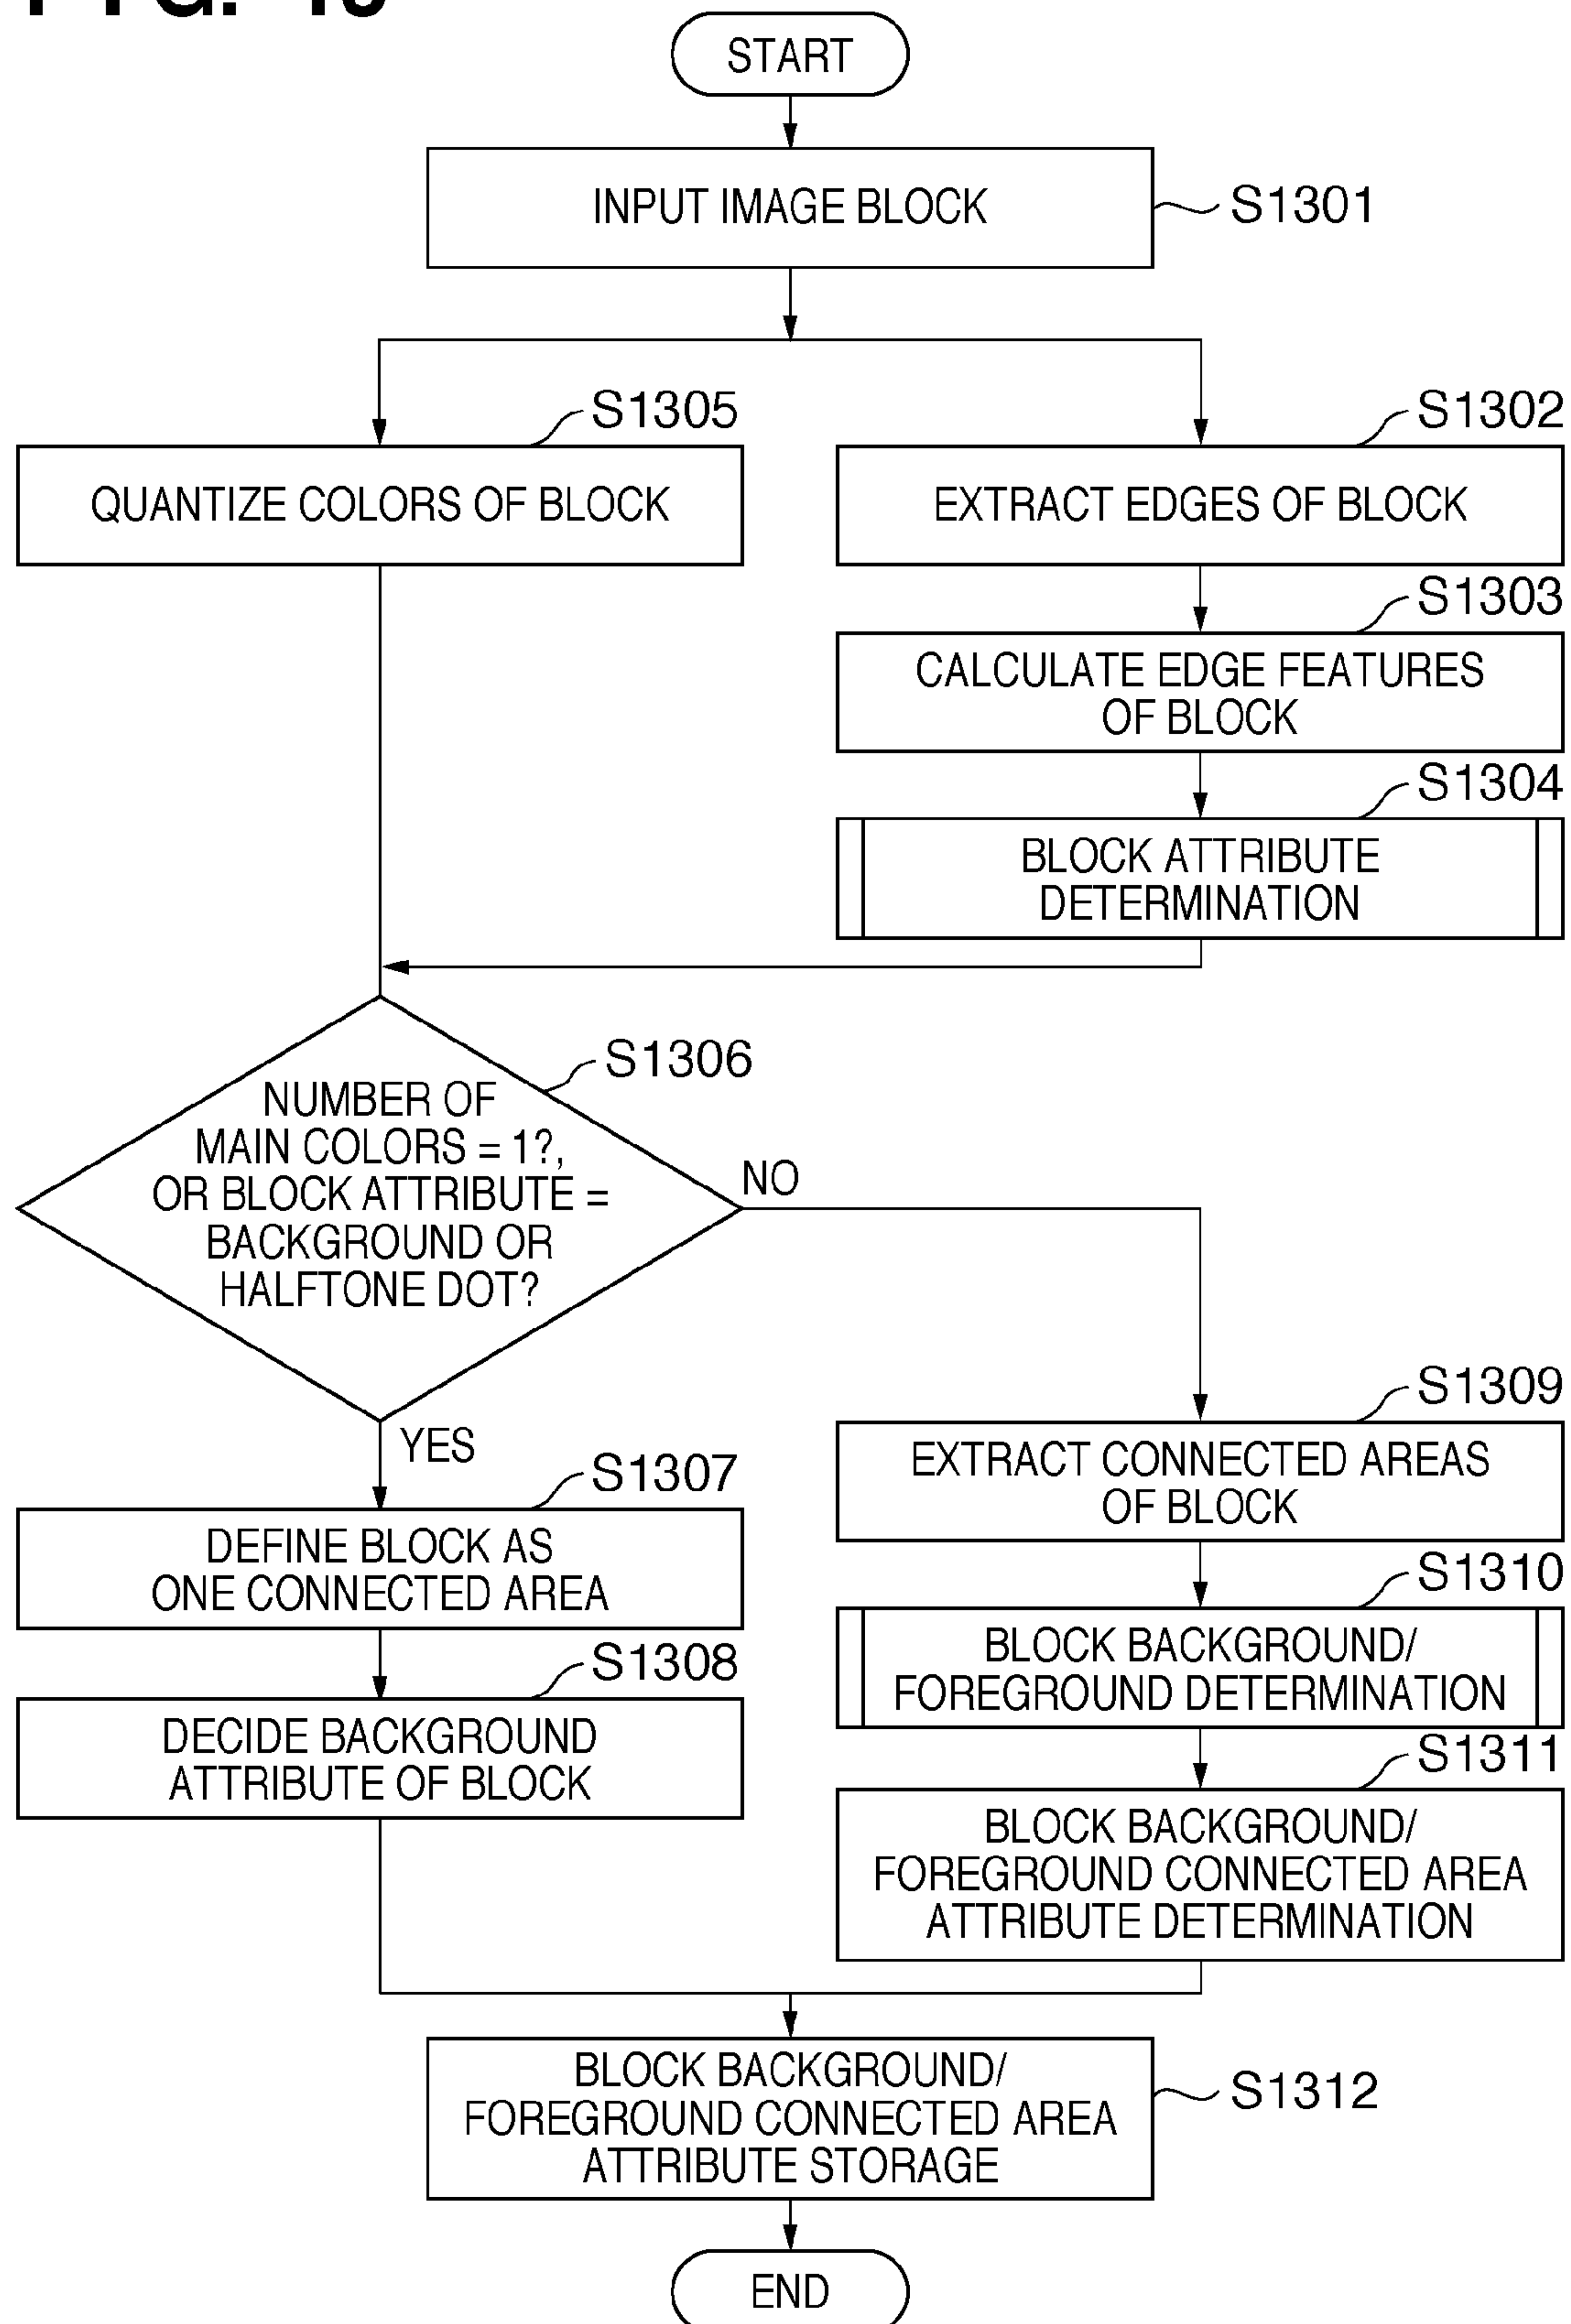 START
INPUT IMAGE BLOCK
S1301
S1305
QUANTIZE COLORS OF BLOCK
S1302
EXTRACT EDGES OF BLOCK
S1303
CALCULATE EDGE FEATURES
OF BLOCK
S1304
BLOCK ATTRIBUTE
DETERMINATION
S1306
NUMBER OF
MAIN COLORS = 1?,
OR BLOCK ATTRIBUTE =
BACKGROUND OR
HALFTONE DOT?
NO
YES
S1307
DEFINE BLOCK AS
ONE CONNECTED AREA
S1308
DECIDE BACKGROUND
ATTRIBUTE OF BLOCK
S1309
EXTRACT CONNECTED AREAS
OF BLOCK
S1310
BLOCK BACKGROUND/
FOREGROUND DETERMINATION
S1311
BLOCK BACKGROUND/
FOREGROUND CONNECTED AREA
ATTRIBUTE DETERMINATION
BLOCK BACKGROUND/
FOREGROUND CONNECTED AREA
ATTRIBUTE STORAGE
S1312
END